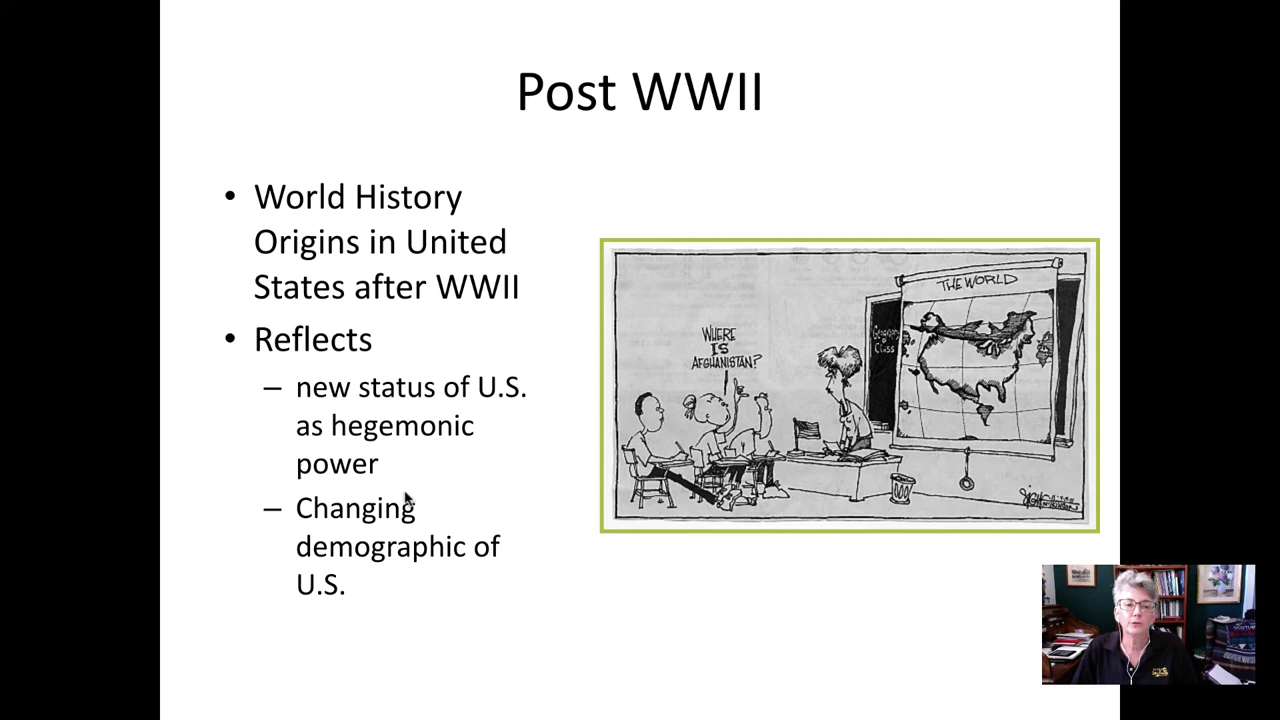 Post WWII
• World History
Origins in United
States after WWII
• Reflects
– new status of U.S.
as hegemonic
power
– Changing
demographic of
U.S.
WHERE
IS
AFGHANISTAN?
THE WORLD
Class